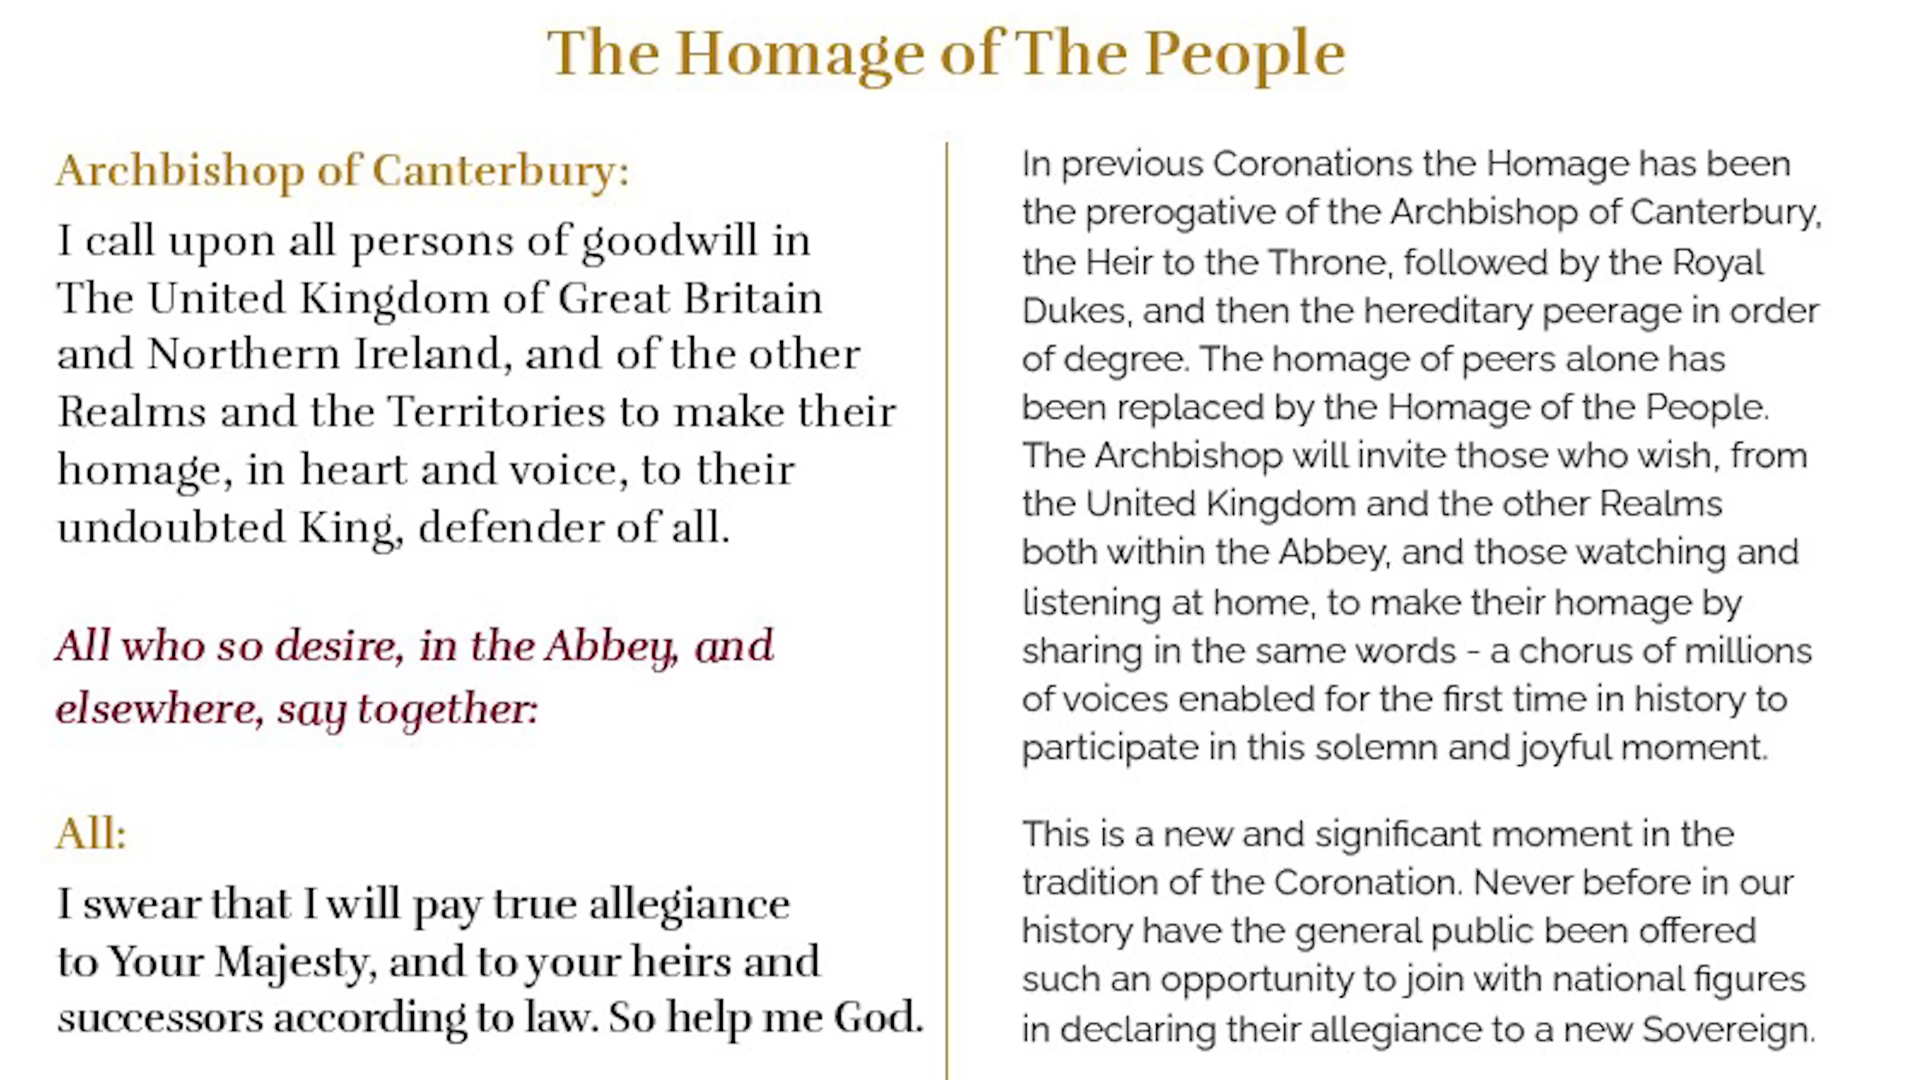 The Homage of The People
Archbishop of Canterbury:
I call upon all persons of goodwill in
The United Kingdom of Great Britain
and Northern Ireland, and of the other
Realms and the Territories to make their
homage, in heart and voice, to their
undoubted King, defender of all.
All who so desire, in the Abbey, and
elsewhere, say together:
All:
I swear that I will pay true allegiance
to Your Majesty, and to your heirs and
successors according to law. So help me God.
In previous Coronations the Homage has been
the prerogative of the Archbishop of Canterbury,
the Heir to the Throne, followed by the Royal
Dukes, and then the hereditary peerage in order
of degree. The homage of peers alone has
been replaced by the Homage of the People.
The Archbishop will invite those who wish, from
the United Kingdom and the other Realms
both within the Abbey, and those watching and
listening at home, to make their homage by
sharing in the same words - a chorus of millions
of voices enabled for the first time in history to
participate in this solemn and joyful moment.
This is a new and significant moment in the
tradition of the Coronation. Never before in our
history have the general public been offered
such an opportunity to join with national figures
in declaring their allegiance to a new Sovereign.